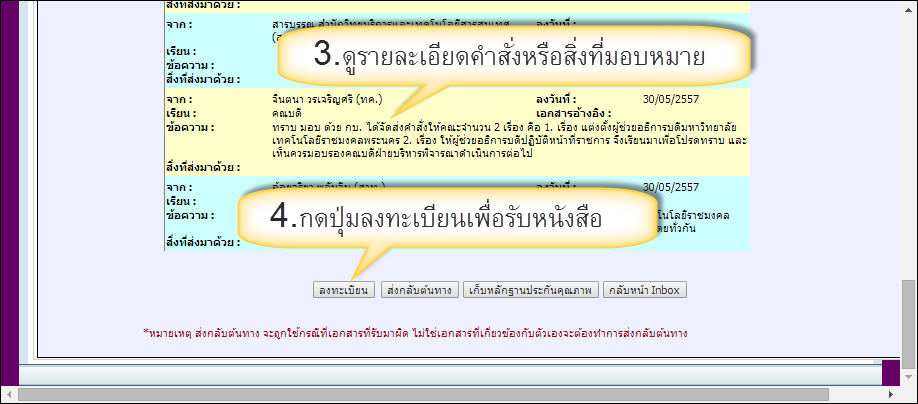 สิ่งที่ส่งมาด้วย :
จาก : สารบรรณ สำนักวิทยบริการและเทคโนโลยีสารสนเทศ ลงวันที่ : 30/05/2557
3.ดูรายละเอียดคำสั่งหรือสิ่งที่มอบหมาย
เรียน :
ข้อความ :
สิ่งที่ส่งมาด้วย :
จาก : จินตนา วรเจริญศรี (ทค.) ลงวันที่ : 30/05/2557
เรียน : คณบดี เอกสารอ้างอิง :
ข้อความ : ทราบ มอบ ด้วย กบ. ได้จัดส่งคำสั่งให้คณะจำนวน 2 เรื่อง คือ 1. เรื่อง แต่งตั้งผู้ช่วยอธิการบดีมหาวิทยาลัย
เทคโนโลยีราชมงคลพระนคร 2. เรื่อง ให้ผู้ช่วยอธิการบดีปฏิบัติหน้าที่ราชการ จึงเรียนมาเพื่อโปรดทราบ และ
เห็นควรมอบรองคณบดีฝ่ายบริหารพิจารณาดำเนินการต่อไป
สิ่งที่ส่งมาด้วย :
จาก : ลงวันที่ : 30/05/2557
เรียน :
4.กดปุ่มลงทะเบียนเพื่อรับหนังสือ
ข้อความ : โนโลยีราชมงคล
โดยทั่วกัน
สิ่งที่ส่งมาด้วย :
ลงทะเบียน ส่งกลับต้นทาง เก็บหลักฐานประกันคุณภาพ กลับหน้า Inbox
*หมายเหตุ ส่งกลับต้นทาง จะถูกใช้กรณีที่เอกสารที่รับมาผิด ไม่ใช่เอกสารที่เกี่ยวข้องกับตัวเองจะต้องทำการส่งกลับต้นทาง